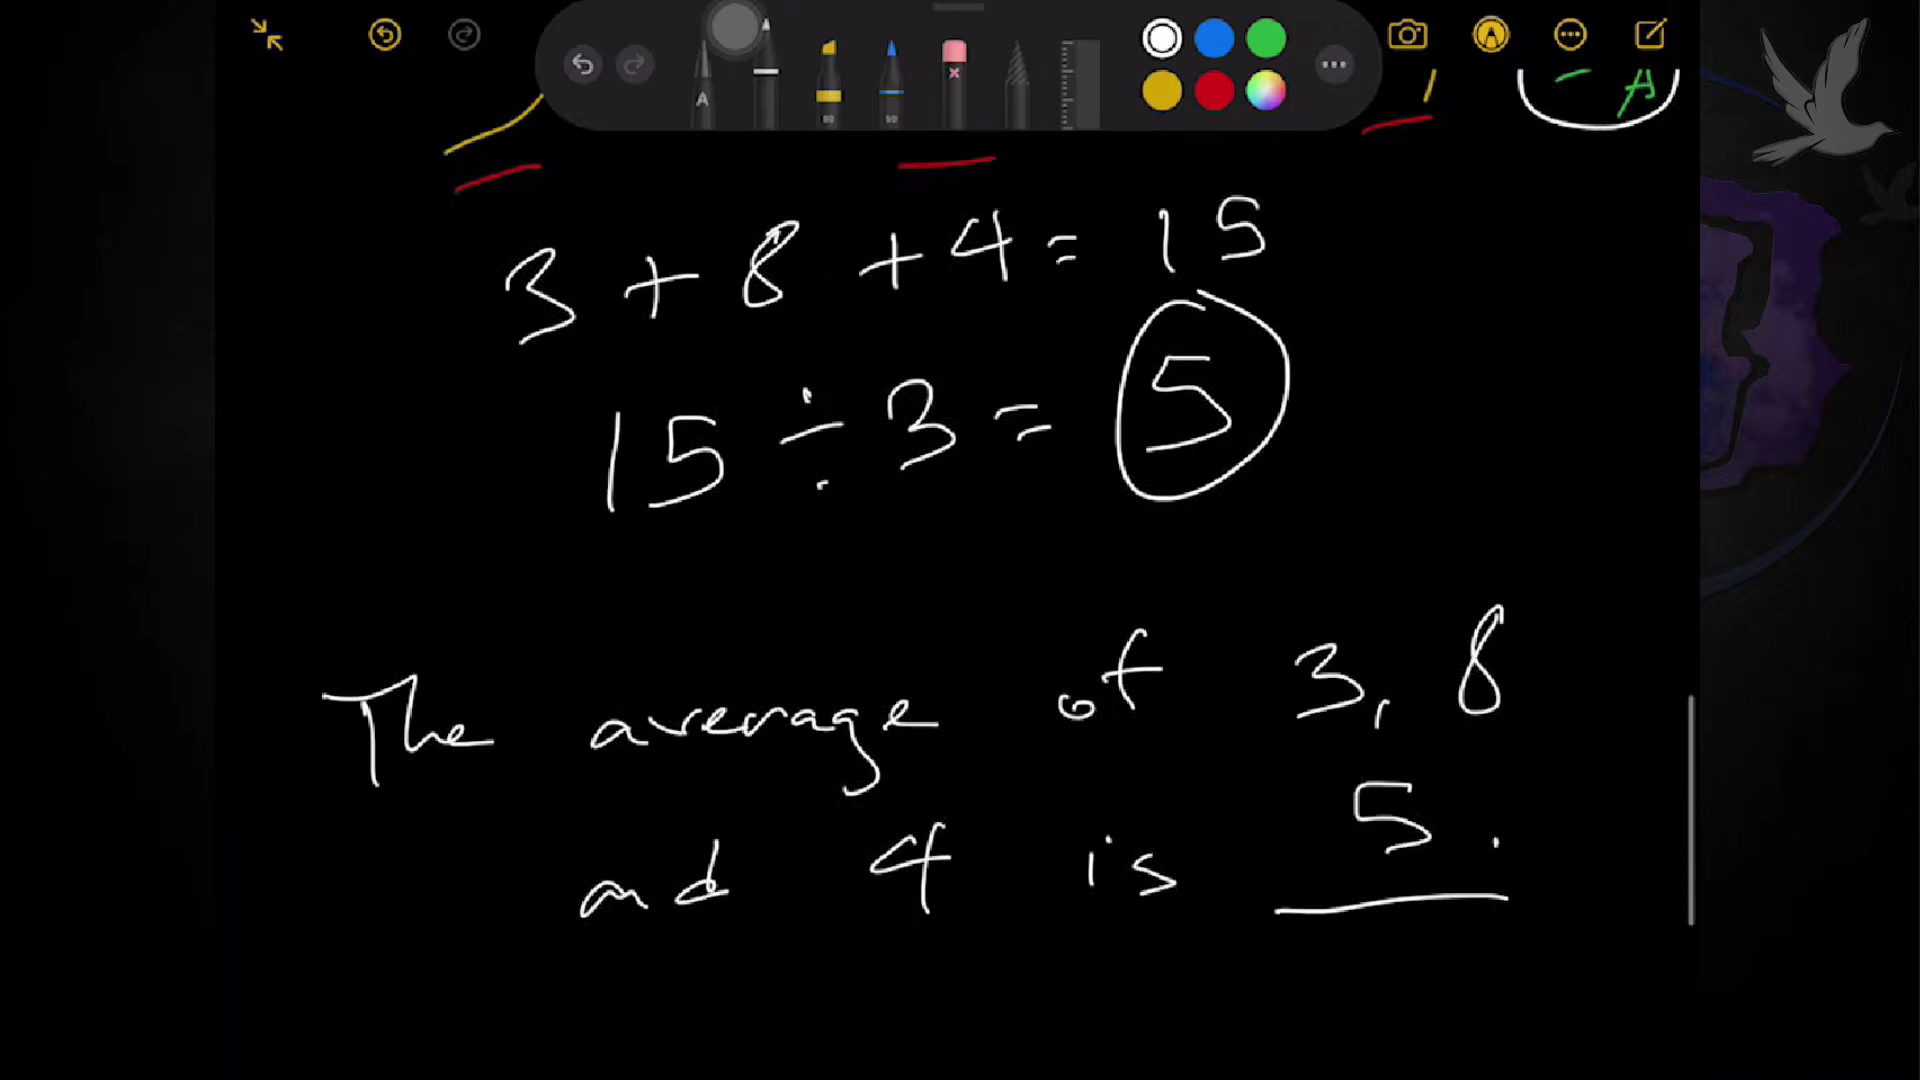 A
3 + 8 + 4 = 15
15 ÷ 3 = 5
The average of 3, 8
and 4 is 5.